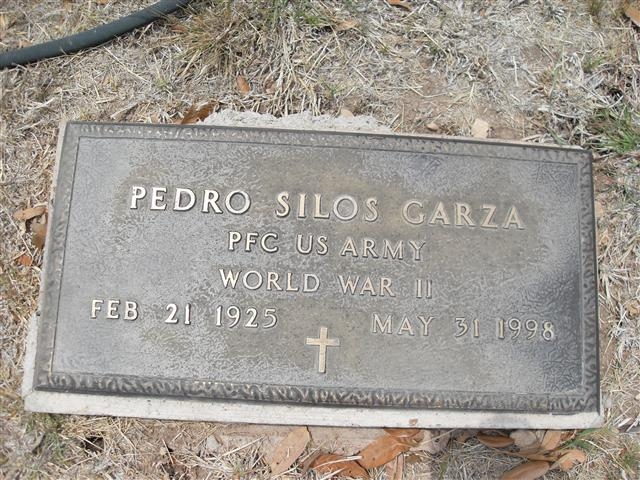 PEDRO SILOS GARZA
PFC US ARMY
WORLD WAR II
FEB 21 1925 MAY 31 1998